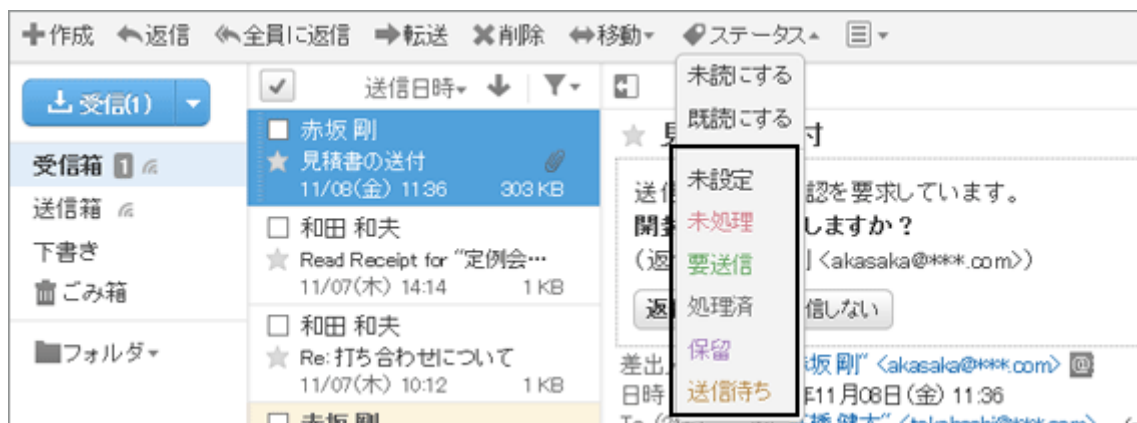 作成 返信 全員に返信 転送 削除 移動 ステータス
受信(1)
受信箱 1
送信箱
下書き
ごみ箱
フォルダ
送信日時
赤坂 剛
見積書の送付
11/08(金) 11:36 303 KB
和田 和夫
Read Receipt for “定例会…
11/07(木) 14:14 1 KB
和田 和夫
Re: 打ち合わせについて
11/07(木) 10:12 1 KB
赤坂 剛
未読にする
既読にする
未設定
未処理
要送信
処理済
保留
送信待ち
見 付
送 認を要求しています。
開 しますか？
(返 <akasaka@***.com>)
返 信しない
差出 坂 剛” <akasaka@***.com>
日時 年11月08日(金) 11:36